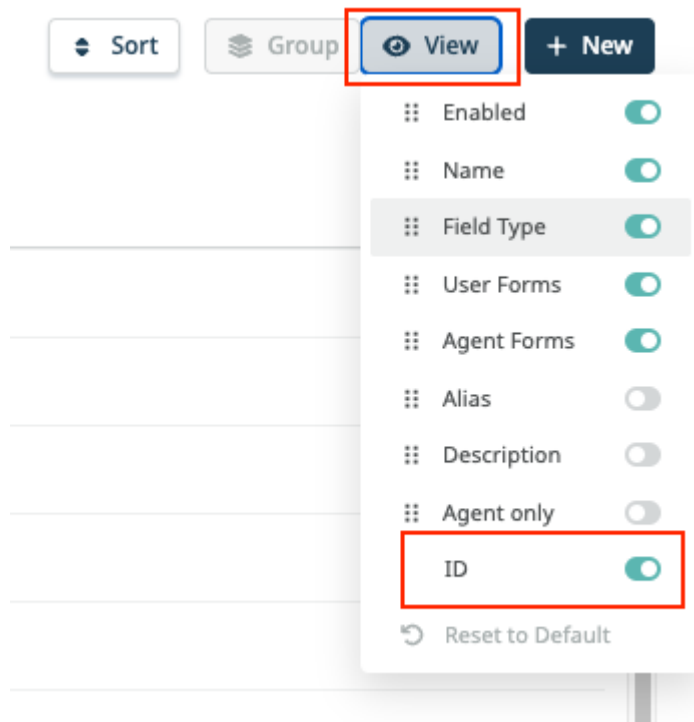 Sort Group View + New
Enabled
Name
Field Type
User Forms
Agent Forms
Alias
Description
Agent only
ID
Reset to Default